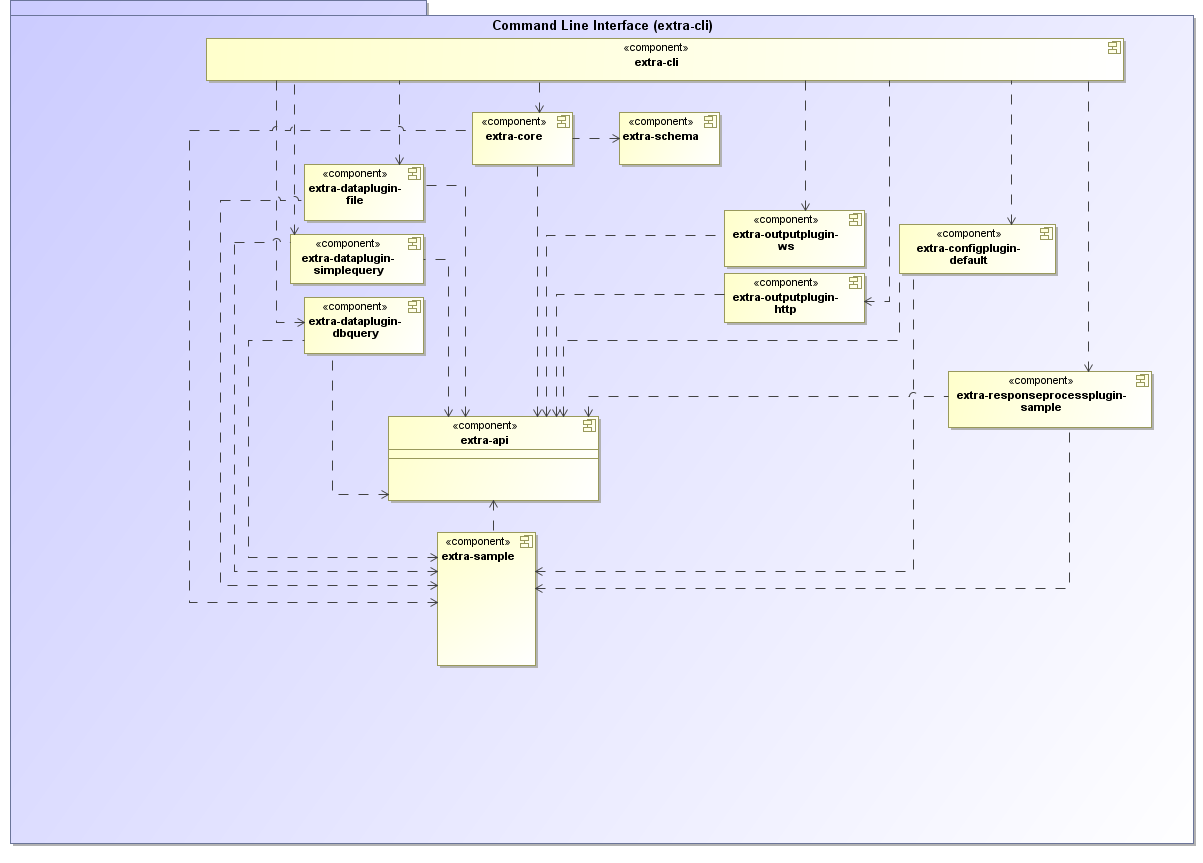 Command Line Interface (extra-cli)
«component»
extra-cli
«component»
extra-core
«component»
extra-schema
«component»
extra-dataplugin-
file
«component»
extra-outputplugin-
ws
«component»
extra-configplugin-
default
«component»
extra-dataplugin-
simplequery
«component»
extra-outputplugin-
http
«component»
extra-dataplugin-
dbquery
«component»
extra-responseprocessplugin-
sample
«component»
extra-api
«component»
extra-sample